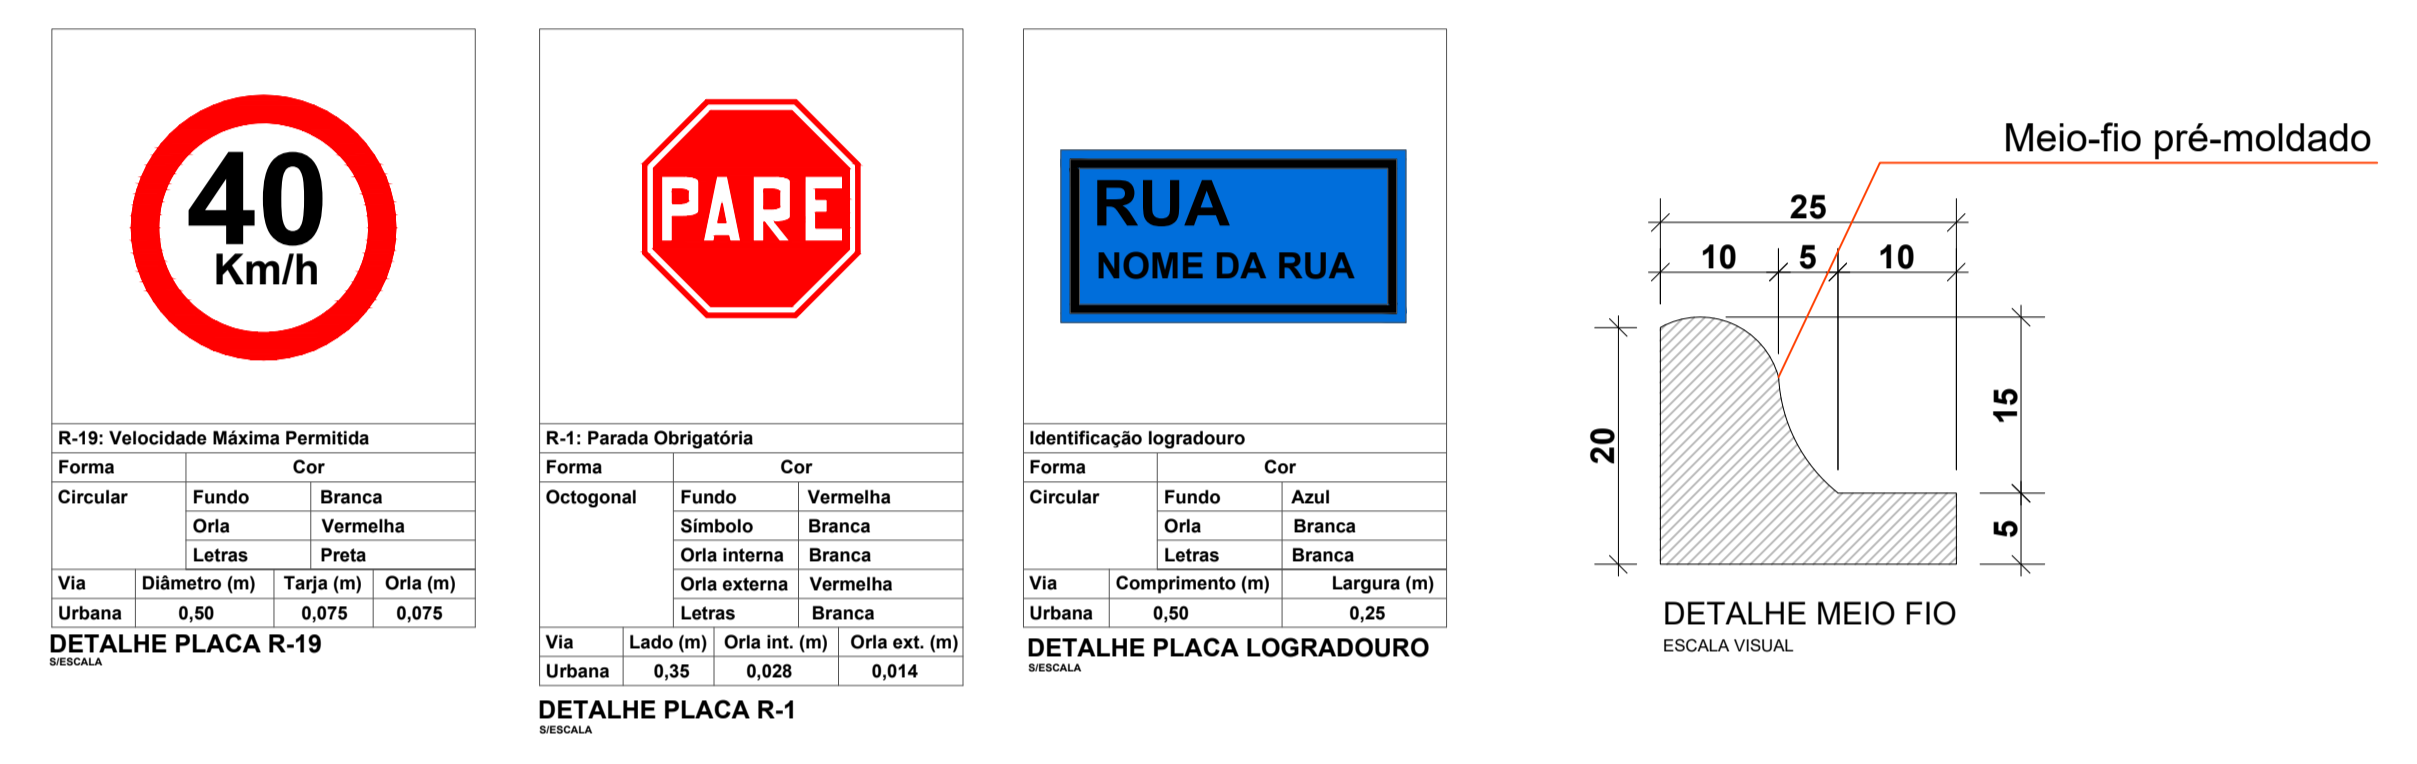 40
Km/h
R-19: Velocidade Máxima Permitida
Forma Cor
Circular Fundo Branca
Orla Vermelha
Letras Preta
Via Diâmetro (m) Tarja (m) Orla (m)
Urbana 0,50 0,075 0,075
DETALHE PLACA R-19
S/ESCALA
PARE
R-1: Parada Obrigatória
Forma Cor
Octogonal Fundo Vermelha
Símbolo Branca
Orla interna Branca
Orla externa Vermelha
Letras Branca
Via Lado (m) Orla int. (m) Orla ext. (m)
Urbana 0,35 0,028 0,014
DETALHE PLACA R-1
S/ESCALA
RUA
NOME DA RUA
Identificação logradouro
Forma Cor
Circular Fundo Azul
Orla Branca
Letras Branca
Via Comprimento (m) Largura (m)
Urbana 0,50 0,25
DETALHE PLACA LOGRADOURO
S/ESCALA
Meio-fio pré-moldado
25
10 5 10
20
15
5
DETALHE MEIO FIO
ESCALA VISUAL